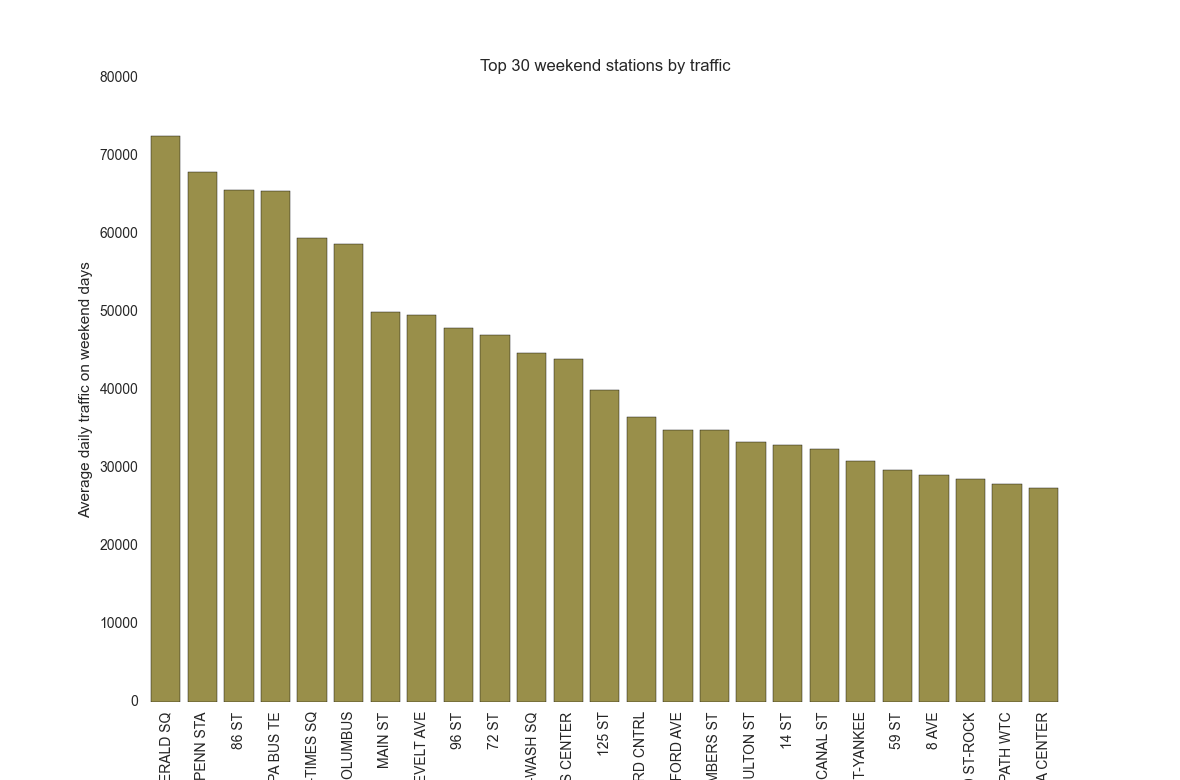 Top 30 weekend stations by traffic
Average daily traffic on weekend days
80000
70000
60000
50000
40000
30000
20000
10000
0
ERALD SQ
PENN STA
86 ST
PA BUS TE
-TIMES SQ
OLUMBUS
MAIN ST
EVELT AVE
96 ST
72 ST
-WASH SQ
S CENTER
125 ST
RD CNTRL
FORD AVE
MBERS ST
ULTON ST
14 ST
CANAL ST
T-YANKEE
59 ST
8 AVE
ST-ROCK
PATH WTC
A CENTER